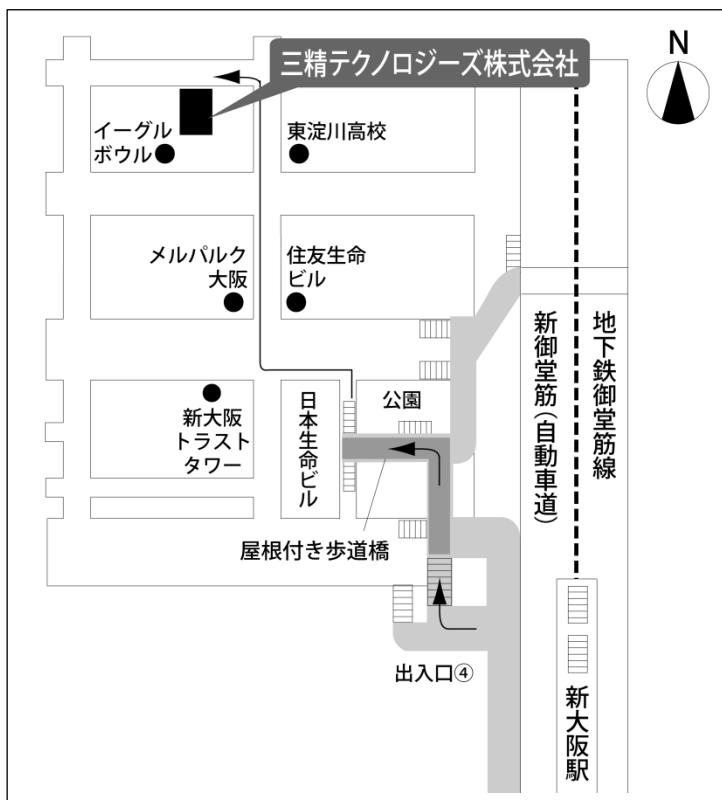 N
三精テクノロジーズ株式会社
イーグル
ボウル
東淀川高校
メルパルク
大阪
住友生命
ビル
新御堂筋(自動車道)
地下鉄御堂筋線
新大阪
トラスト
タワー
日本生命ビル
公園
屋根付き歩道橋
出入口④
新大阪駅